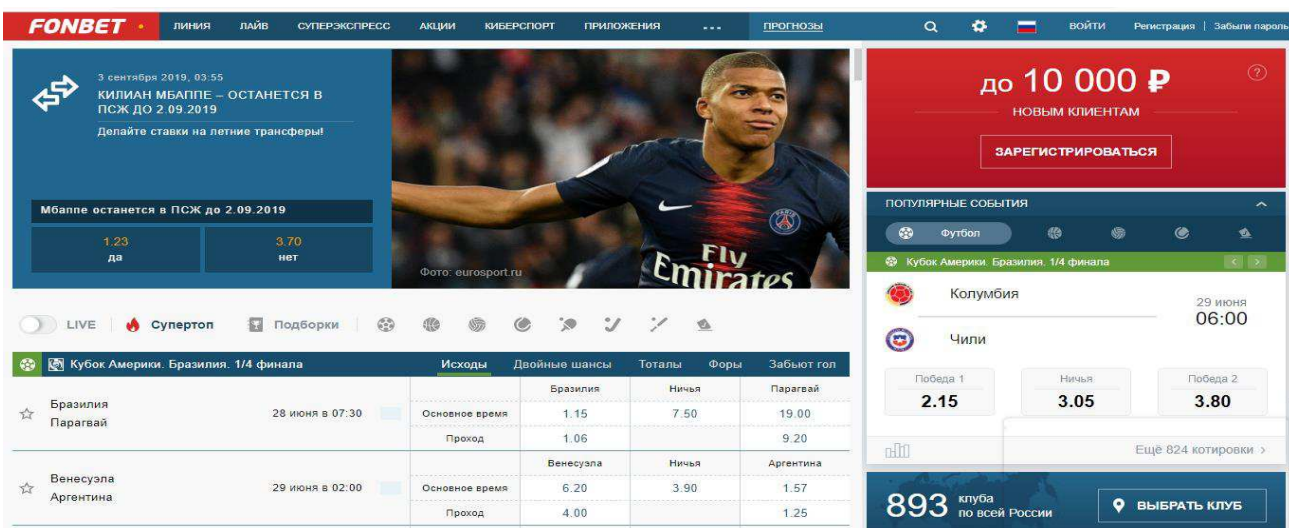 FONBET ЛИНИЯ ЛАЙВ СУПЕРЭКСПРЕСС АКЦИИ КИБЕРСПОРТ ПРИЛОЖЕНИЯ ... ПРОГНОЗЫ ВОЙТИ Регистрация | Забыли пароль
3 сентября 2019, 03:55
КИЛИАН МБАППЕ – ОСТАНЕТСЯ В
ПСЖ ДО 2.09.2019
Делайте ставки на летние трансферы!
Мбаппе останется в ПСЖ до 2.09.2019
1.23
да
3.70
нет
PARIS
Fly
Emirates
Фото: eurosport.ru
до 10 000 ₽
?
НОВЫМ КЛИЕНТАМ
ЗАРЕГИСТРИРОВАТЬСЯ
ПОПУЛЯРНЫЕ СОБЫТИЯ
Футбол
Кубок Америки. Бразилия. 1/4 финала
Колумбия
Чили
29 июня
06:00
Победа 1
2.15
Ничья
3.05
Победа 2
3.80
Ещё 824 котировки
893 клуба
по всей России
ВЫБРАТЬ КЛУБ
LIVE Супертоп Подборки
Кубок Америки. Бразилия. 1/4 финала Исходы Двойные шансы Тоталы Форы Забьют гол
Бразилия Ничья Парагвай
Бразилия
Парагвай
28 июня в 07:30
Основное время 1.15 7.50 19.00
Проход 1.06 9.20
Венесуэла Ничья Аргентина
Венесуэла
Аргентина
29 июня в 02:00
Основное время 6.20 3.90 1.57
Проход 4.00 1.25